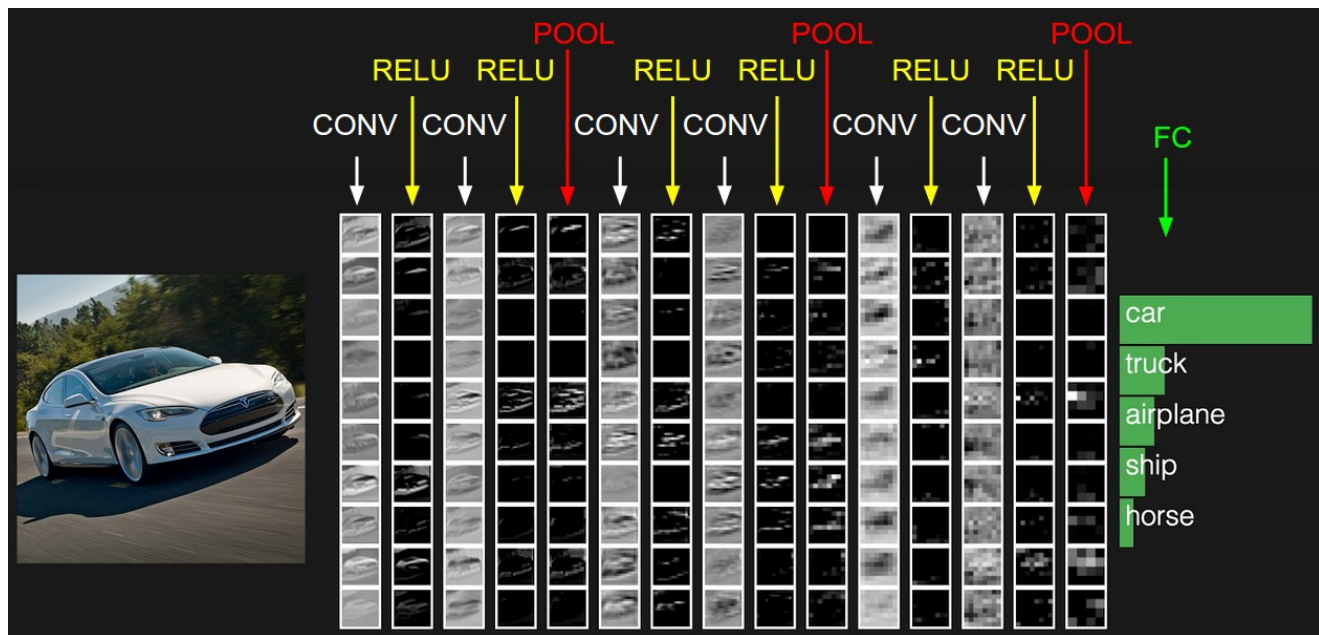 POOL POOL POOL
RELU RELU RELU RELU RELU RELU
CONV CONV CONV CONV CONV CONV
FC
car
truck
airplane
ship
horse